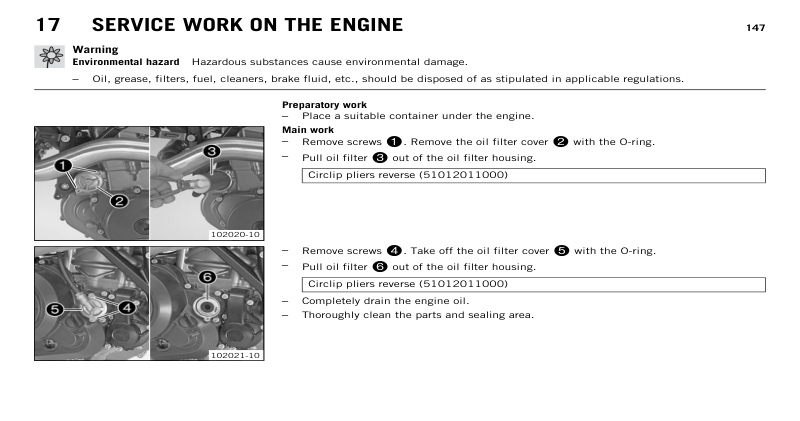 17 SERVICE WORK ON THE ENGINE 147
Warning
Environmental hazard Hazardous substances cause environmental damage.
– Oil, grease, filters, fuel, cleaners, brake fluid, etc., should be disposed of as stipulated in applicable regulations.
Preparatory work
– Place a suitable container under the engine.
Main work
– Remove screws 1. Remove the oil filter cover 2 with the O-ring.
– Pull oil filter 3 out of the oil filter housing.
Circlip pliers reverse (51012011000)
1
2
3
102020-10
– Remove screws 4. Take off the oil filter cover 5 with the O-ring.
– Pull oil filter 6 out of the oil filter housing.
Circlip pliers reverse (51012011000)
– Completely drain the engine oil.
– Thoroughly clean the parts and sealing area.
5
4
6
102021-10